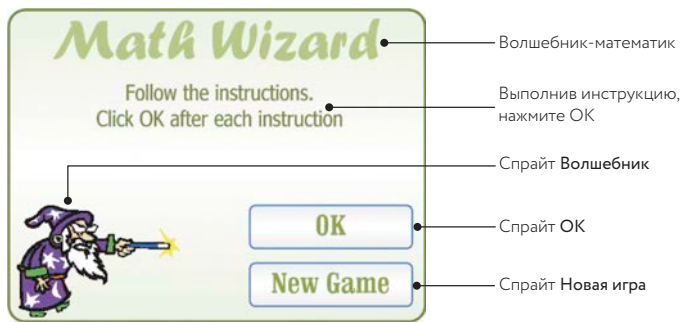 Math Wizard
Волшебник-математик
Follow the instructions.
Click OK after each instruction
Выполнив инструкцию,
нажмите ОК
Спрайт Волшебник
OK
Спрайт ОК
New Game
Спрайт Новая игра